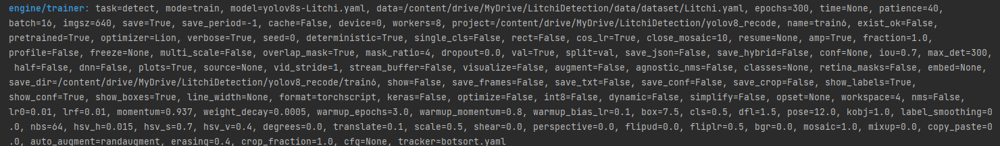 engine/trainer: task=detect, mode=train, model=yolov8s-Litchi.yaml, data=/content/drive/MyDrive/LitchiDetection/data/dataset/Litchi.yaml, epochs=300, time=None, patience=40,
batch=16, imgsz=640, save=True, save_period=-1, cache=False, device=0, workers=8, project=/content/drive/MyDrive/LitchiDetection/yolov8_recode, name=train6, exist_ok=False,
pretrained=True, optimizer=Lion, verbose=True, seed=0, deterministic=True, single_cls=False, rect=False, cos_lr=True, close_mosaic=10, resume=None, amp=True, fraction=1.0,
profile=False, freeze=None, multi_scale=False, overlap_mask=True, mask_ratio=4, dropout=0.0, val=True, split=val, save_json=False, save_hybrid=False, conf=None, iou=0.7, max_det=300,
half=False, dnn=False, plots=True, source=None, vid_stride=1, stream_buffer=False, visualize=False, augment=False, agnostic_nms=False, classes=None, retina_masks=False, embed=None,
save_dir=/content/drive/MyDrive/LitchiDetection/yolov8_recode/train6, show=False, save_frames=False, save_txt=False, save_conf=False, save_crop=False, show_labels=True,
show_conf=True, show_boxes=True, line_width=None, format=torchscript, keras=False, optimize=False, int8=False, dynamic=False, simplify=False, opset=None, workspace=4, nms=False,
lr0=0.01, lrf=0.01, momentum=0.937, weight_decay=0.0005, warmup_epochs=3.0, warmup_momentum=0.8, warmup_bias_lr=0.1, box=7.5, cls=0.5, dfl=1.5, pose=12.0, kobj=1.0, label_smoothing=0
.0, nbs=64, hsv_h=0.015, hsv_s=0.7, hsv_v=0.4, degrees=0.0, translate=0.1, scale=0.5, shear=0.0, perspective=0.0, flipud=0.0, fliplr=0.5, bgr=0.0, mosaic=1.0, mixup=0.0, copy_paste=0
.0, auto_augment=randaugment, erasing=0.4, crop_fraction=1.0, cfg=None, tracker=botsort.yaml